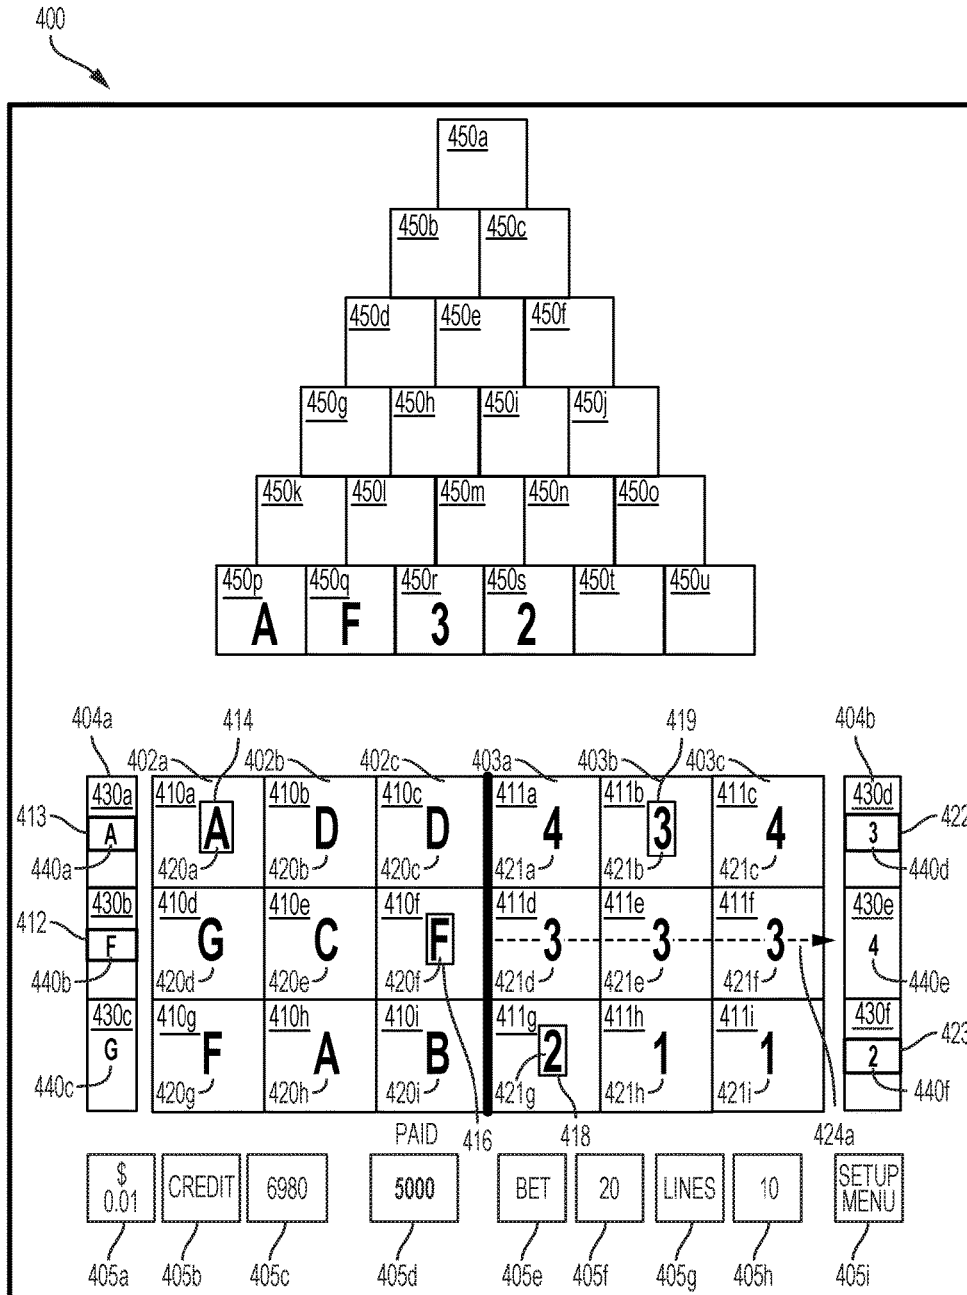 400
450a
450b 450c
450d 450e 450f
450g 450h 450i 450j
450k 450l 450m 450n 450o
450p 450q 450r 450s 450t 450u
A F 3 2
404a 414 419 404b
402a 402b 402c 403a 403b 403c
430a 410a 410b 410c 411a 411b 411c 430d
413 A A D D 4 3 4 3 422
440a 420a 420b 420c 421a 421b 421c 440d
430b 410d 410e 410f 411d 411e 411f 430e
412 F G C F 3 3 3 4
440b 420d 420e 420f 421d 421e 421f 440e
430c 410g 410h 410i 411g 411h 411i 430f
G F A B 2 1 1 2 423
440c 420g 420h 420i 421g 421h 421i 440f
PAID 416 418 424a
$ 0.01 CREDIT 6980 5000 BET 20 LINES 10 SETUP MENU
405a 405b 405c 405d 405e 405f 405g 405h 405i